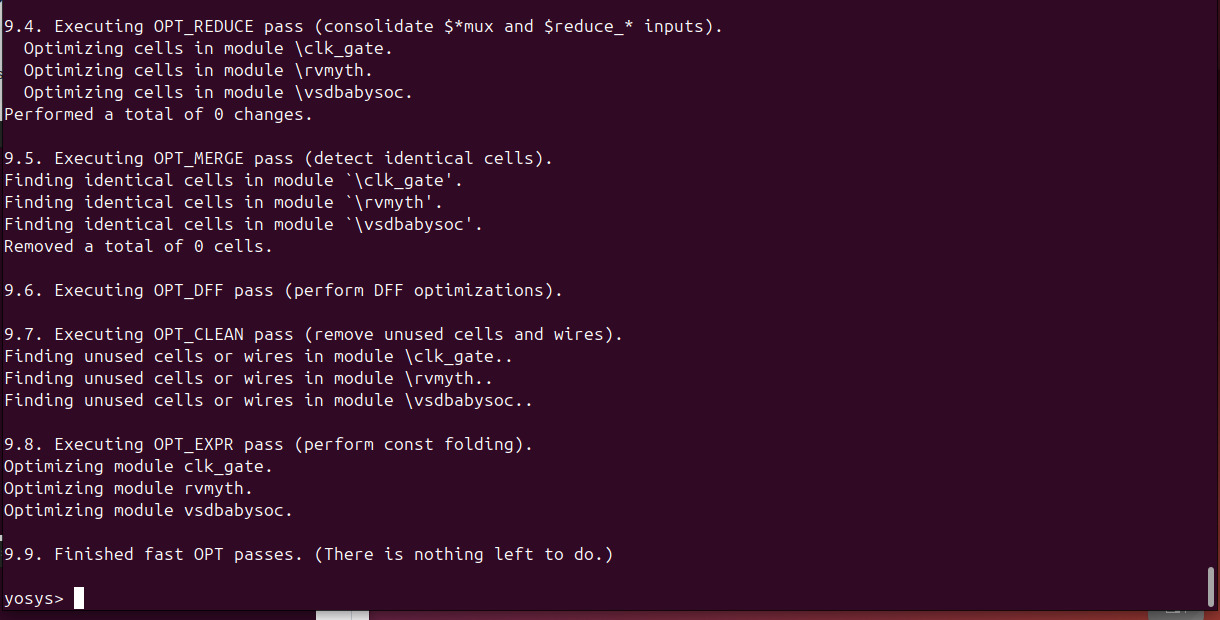 9.4. Executing OPT_REDUCE pass (consolidate $*mux and $reduce_* inputs).
  Optimizing cells in module \clk_gate.
  Optimizing cells in module \rvmyth.
  Optimizing cells in module \vsdbabysoc.
Performed a total of 0 changes.

9.5. Executing OPT_MERGE pass (detect identical cells).
Finding identical cells in module `\clk_gate'.
Finding identical cells in module `\rvmyth'.
Finding identical cells in module `\vsdbabysoc'.
Removed a total of 0 cells.

9.6. Executing OPT_DFF pass (perform DFF optimizations).

9.7. Executing OPT_CLEAN pass (remove unused cells and wires).
Finding unused cells or wires in module \clk_gate..
Finding unused cells or wires in module \rvmyth..
Finding unused cells or wires in module \vsdbabysoc..

9.8. Executing OPT_EXPR pass (perform const folding).
Optimizing module clk_gate.
Optimizing module rvmyth.
Optimizing module vsdbabysoc.

9.9. Finished fast OPT passes. (There is nothing left to do.)

yosys>